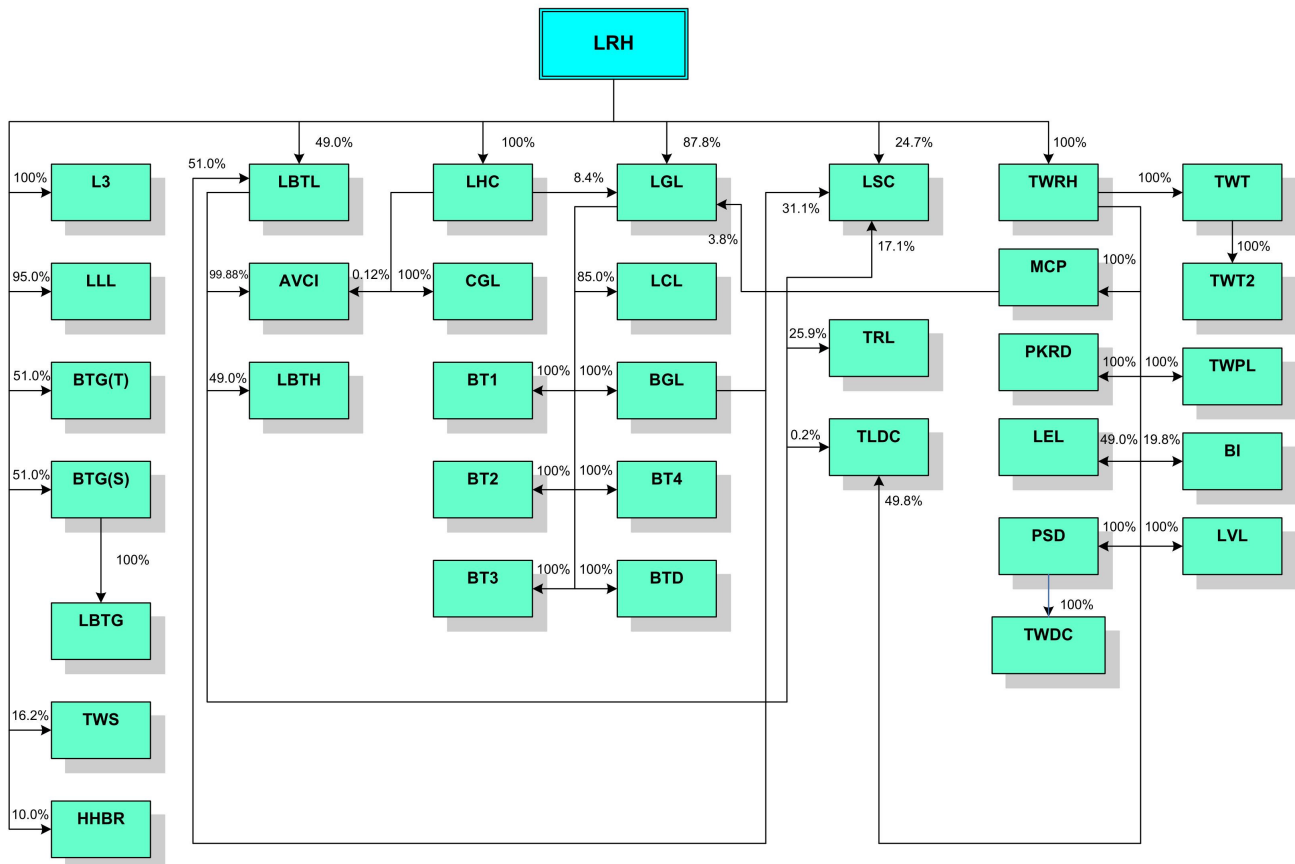 LRH
49.0%
100%
87.8%
24.7%
100%
51.0%
100%
L3
LBTL
LHC
8.4%
LGL
31.1%
LSC
TWRH
100%
TWT
3.8%
17.1%
100%
95.0%
LLL
99.88%
AVCI
0.12%
100%
CGL
85.0%
LCL
MCP
100%
TWT2
25.9%
TRL
51.0%
BTG(T)
49.0%
LBTH
BT1
100%
100%
BGL
PKRD
100%
100%
TWPL
0.2%
TLDC
LEL
49.0%
19.8%
BI
51.0%
BTG(S)
BT2
100%
100%
BT4
49.8%
100%
PSD
100%
100%
LVL
BT3
100%
100%
BTD
100%
LBTG
TWDC
16.2%
TWS
10.0%
HHBR